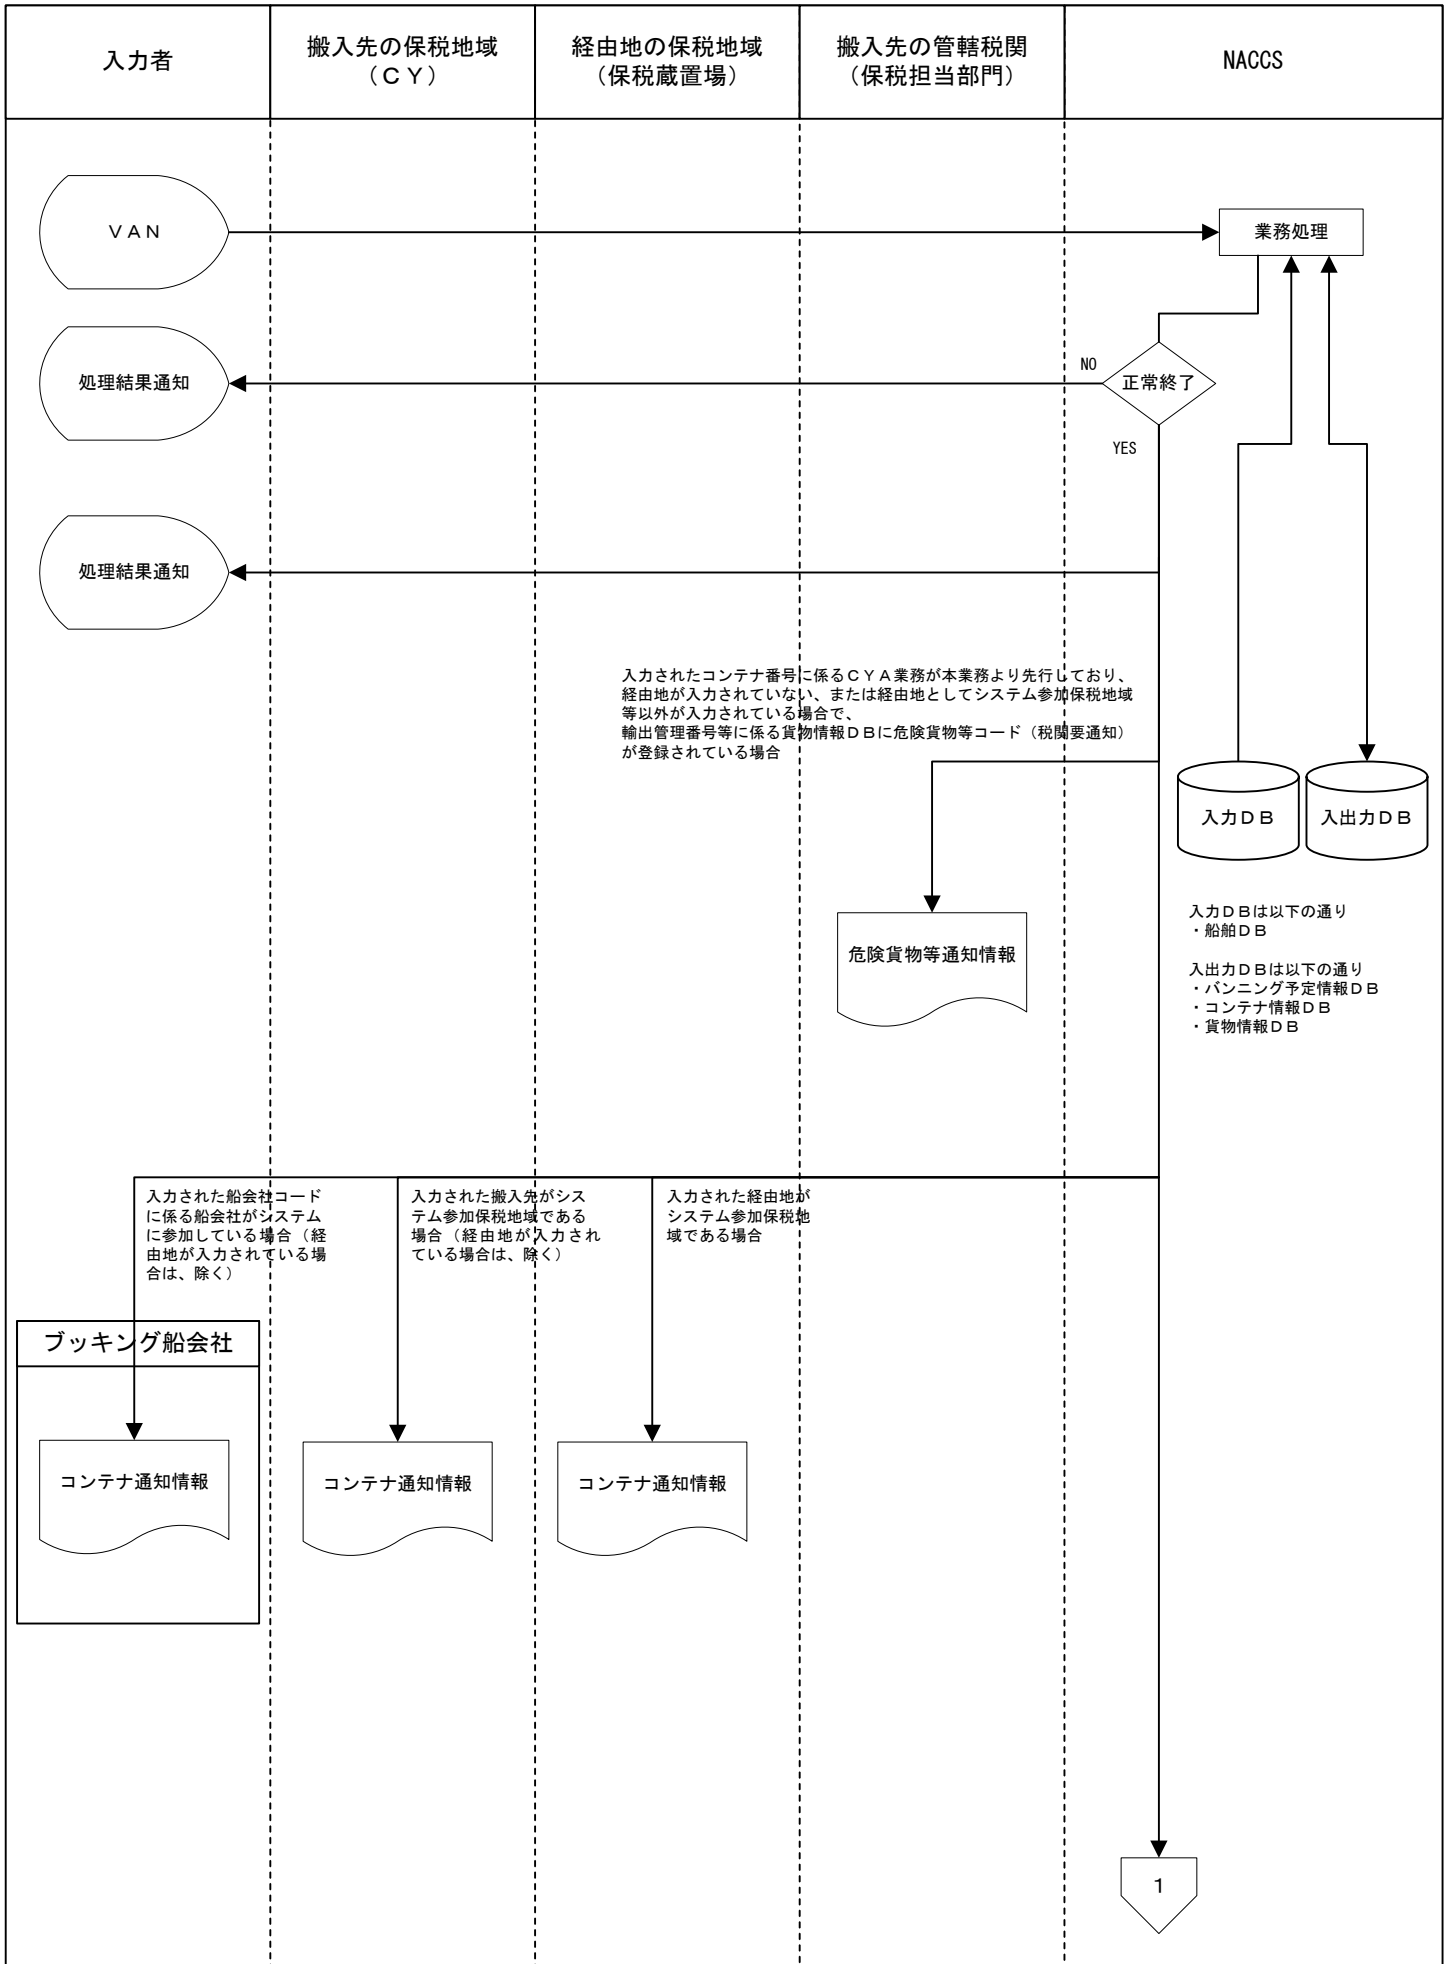 入力者
搬入先の保税地域
（ＣＹ）
経由地の保税地域
（保税蔵置場）
搬入先の管轄税関
（保税担当部門）
NACCS
ＶＡＮ
業務処理
処理結果通知
NO
正常終了
YES
処理結果通知
入力されたコンテナ番号に係るＣＹＡ業務が本業務より先行しており、
経由地が入力されていない、または経由地としてシステム参加保税地域
等以外が入力されている場合で、
輸出管理番号等に係る貨物情報ＤＢに危険貨物等コード（税関要通知）
が登録されている場合
入力ＤＢ
入出力ＤＢ
危険貨物等通知情報
入力ＤＢは以下の通り
・船舶ＤＢ
入出力ＤＢは以下の通り
・バンニング予定情報ＤＢ
・コンテナ情報ＤＢ
・貨物情報ＤＢ
入力された船会社コード
に係る船会社がシステム
に参加している場合（経
由地が入力されている場
合は、除く）
入力された搬入先がシス
テム参加保税地域である
場合（経由地が入力され
ている場合は、除く）
入力された経由地が
システム参加保税地
域である場合
ブッキング船会社
コンテナ通知情報
コンテナ通知情報
コンテナ通知情報
１